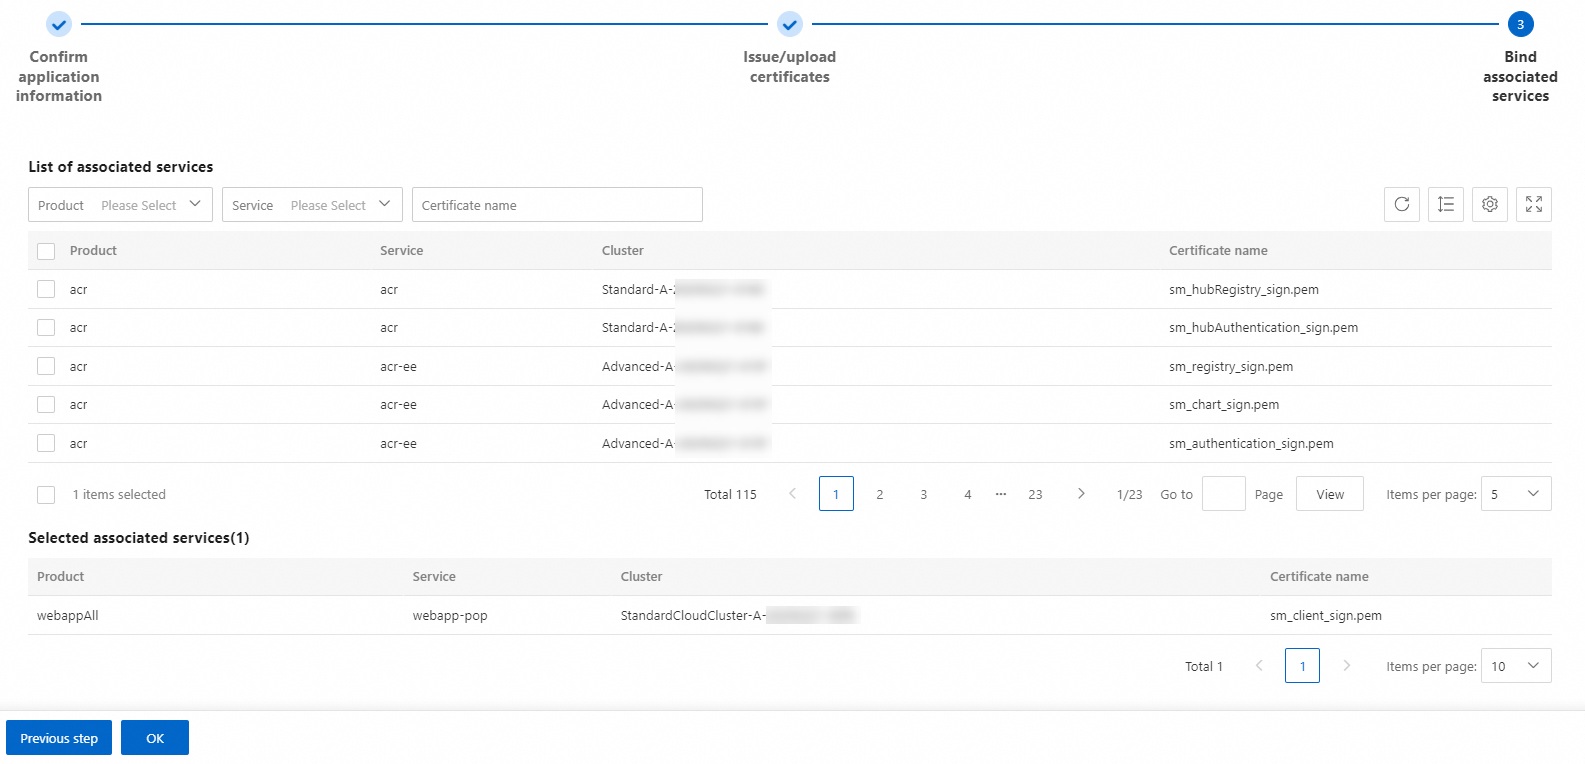 3
Confirm
application
information
Issue/upload
certificates
Bind
associated
services
List of associated services
Product Please Select Service Please Select Certificate name
Product Service Cluster Certificate name
acr acr Standard-A- sm_hubRegistry_sign.pem
acr acr Standard-A- sm_hubAuthentication_sign.pem
acr acr-ee Advanced-A- sm_registry_sign.pem
acr acr-ee Advanced-A- sm_chart_sign.pem
acr acr-ee Advanced-A- sm_authentication_sign.pem
1 items selected Total 115 1 2 3 4 ··· 23 1/23 Go to Page View Items per page: 5
Selected associated services(1)
Product Service Cluster Certificate name
webappAll webapp-pop StandardCloudCluster-A- sm_client_sign.pem
Total 1 1 Items per page: 10
Previous step OK